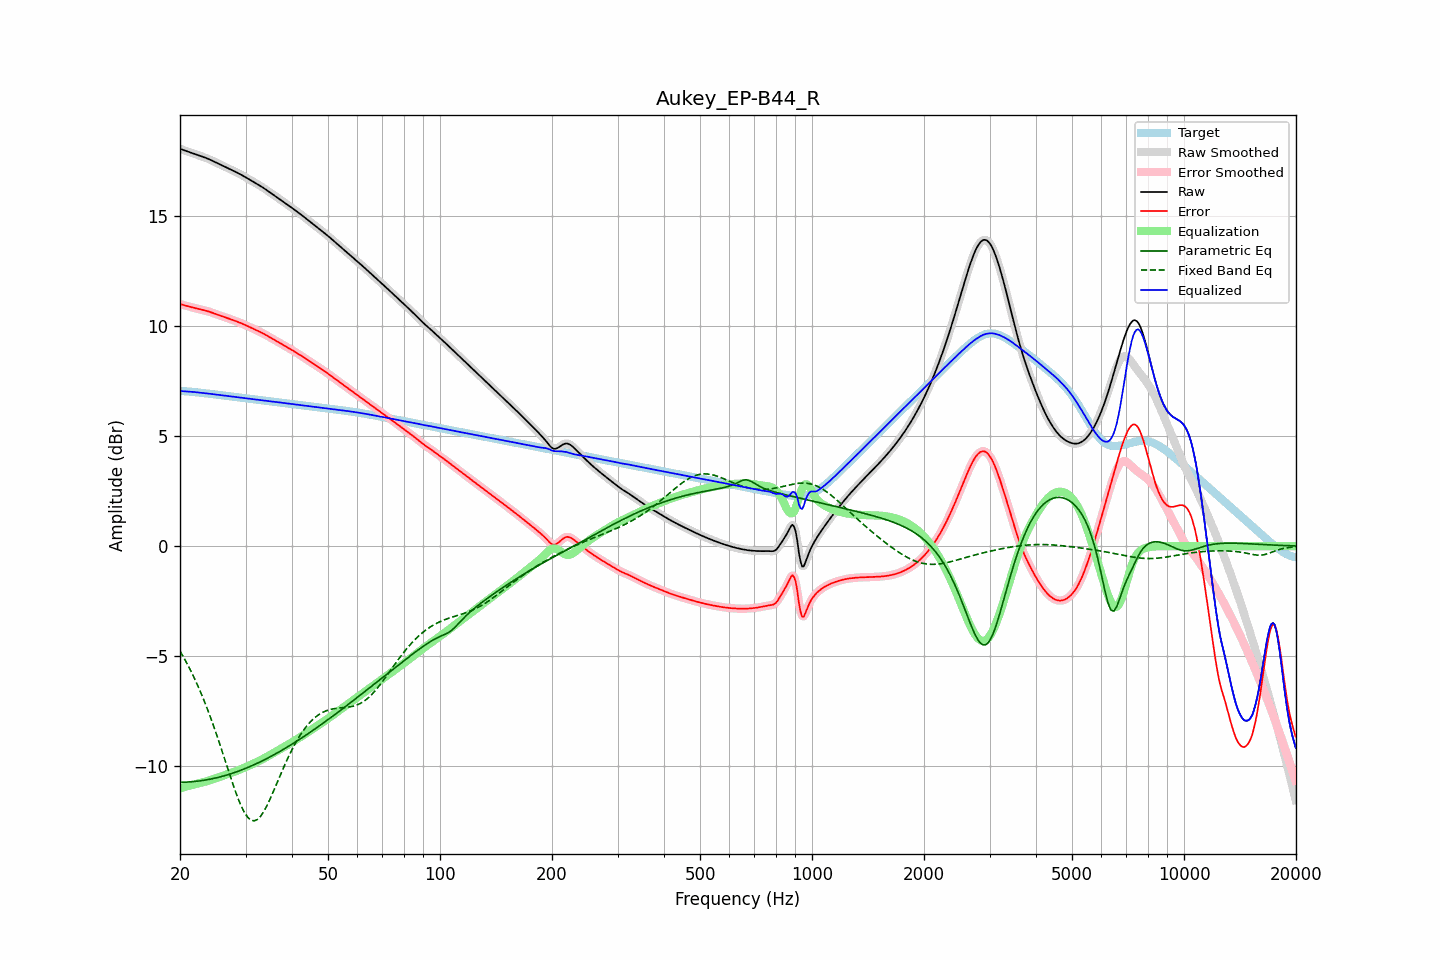 Aukey_EP-B44_R
Target
Raw Smoothed
Error Smoothed
Raw
Error
Equalization
Parametric Eq
Fixed Band Eq
Equalized
Amplitude (dBr)
15
10
5
0
−5
−10
20 50 100 200 500 1000 2000 5000 10000 20000
Frequency (Hz)